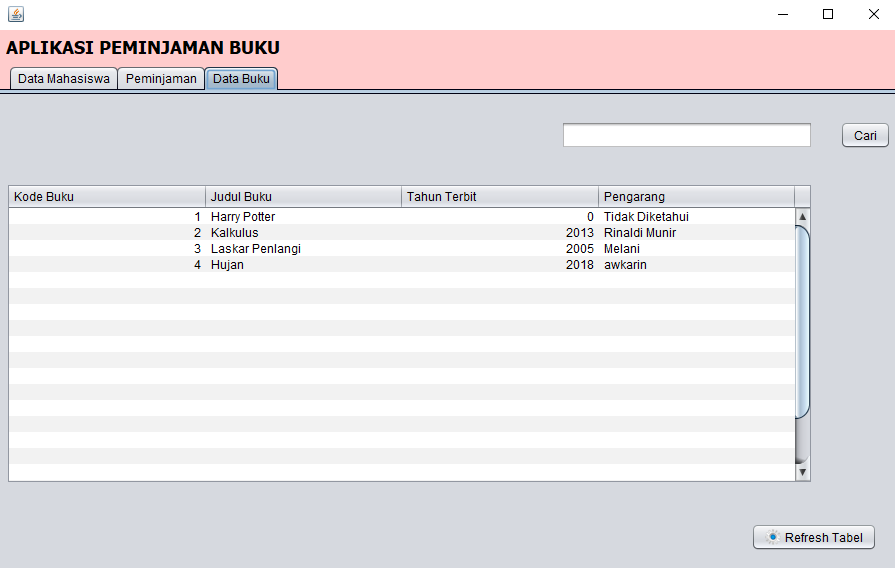 APLIKASI PEMINJAMAN BUKU
Data Mahasiswa Peminjaman Data Buku
Cari
Kode Buku Judul Buku Tahun Terbit Pengarang
1 Harry Potter 0 Tidak Diketahui
2 Kalkulus 2013 Rinaldi Munir
3 Laskar Penlangi 2005 Melani
4 Hujan 2018 awkarin
Refresh Tabel